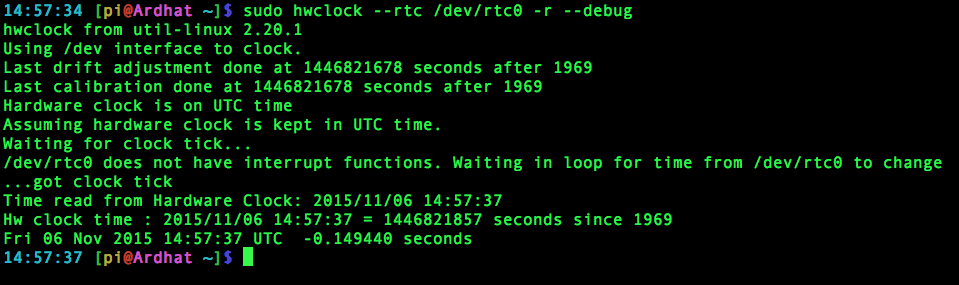 14:57:34 [pi@Ardhat ~]$ sudo hwclock --rtc /dev/rtc0 -r --debug
hwclock from util-linux 2.20.1
Using /dev interface to clock.
Last drift adjustment done at 1446821678 seconds after 1969
Last calibration done at 1446821678 seconds after 1969
Hardware clock is on UTC time
Assuming hardware clock is kept in UTC time.
Waiting for clock tick...
/dev/rtc0 does not have interrupt functions. Waiting in loop for time from /dev/rtc0 to change
...got clock tick
Time read from Hardware Clock: 2015/11/06 14:57:37
Hw clock time : 2015/11/06 14:57:37 = 1446821857 seconds since 1969
Fri 06 Nov 2015 14:57:37 UTC  -0.149440 seconds
14:57:37 [pi@Ardhat ~]$